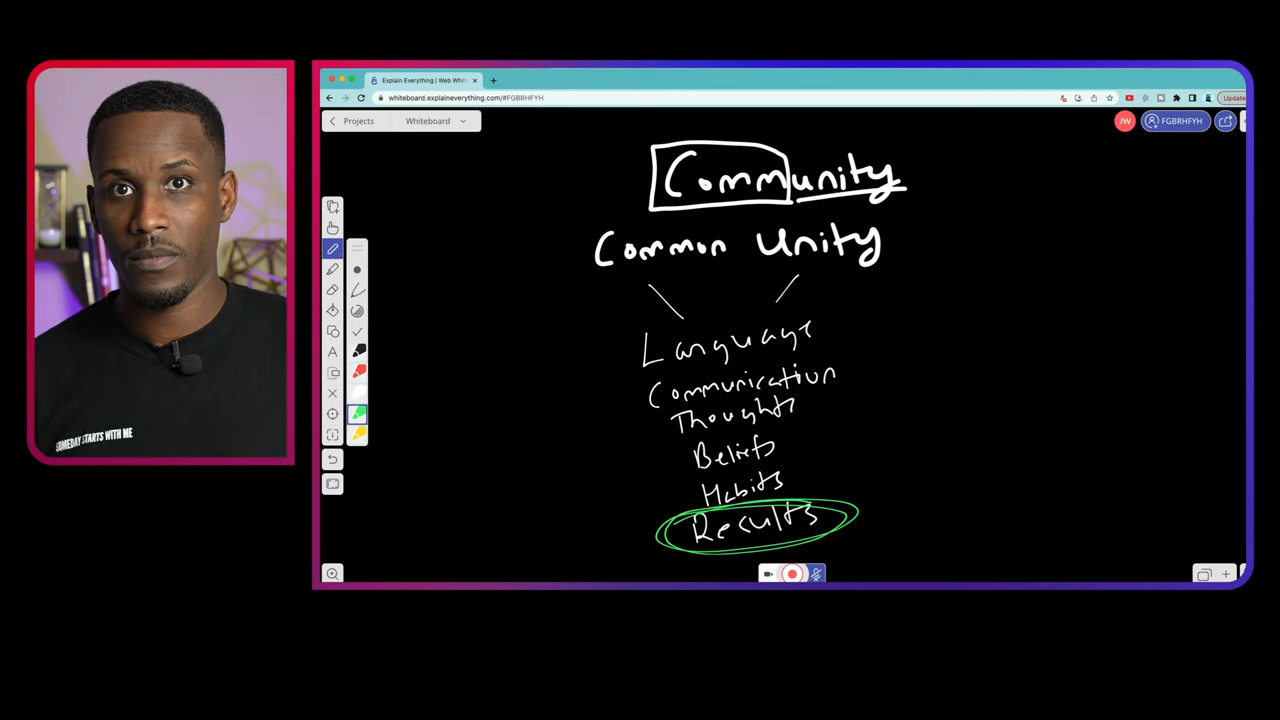 Explain Everything | Web Whit
whiteboard.explaineverything.com/#FGBRHFYH
Update
Projects
Whiteboard
JW
FGBRHFYH
Community
Common Unity
Language
Communication
Thoughts
Beliefs
Habits
Results
SOMEDAY STARTS WITH ME
A